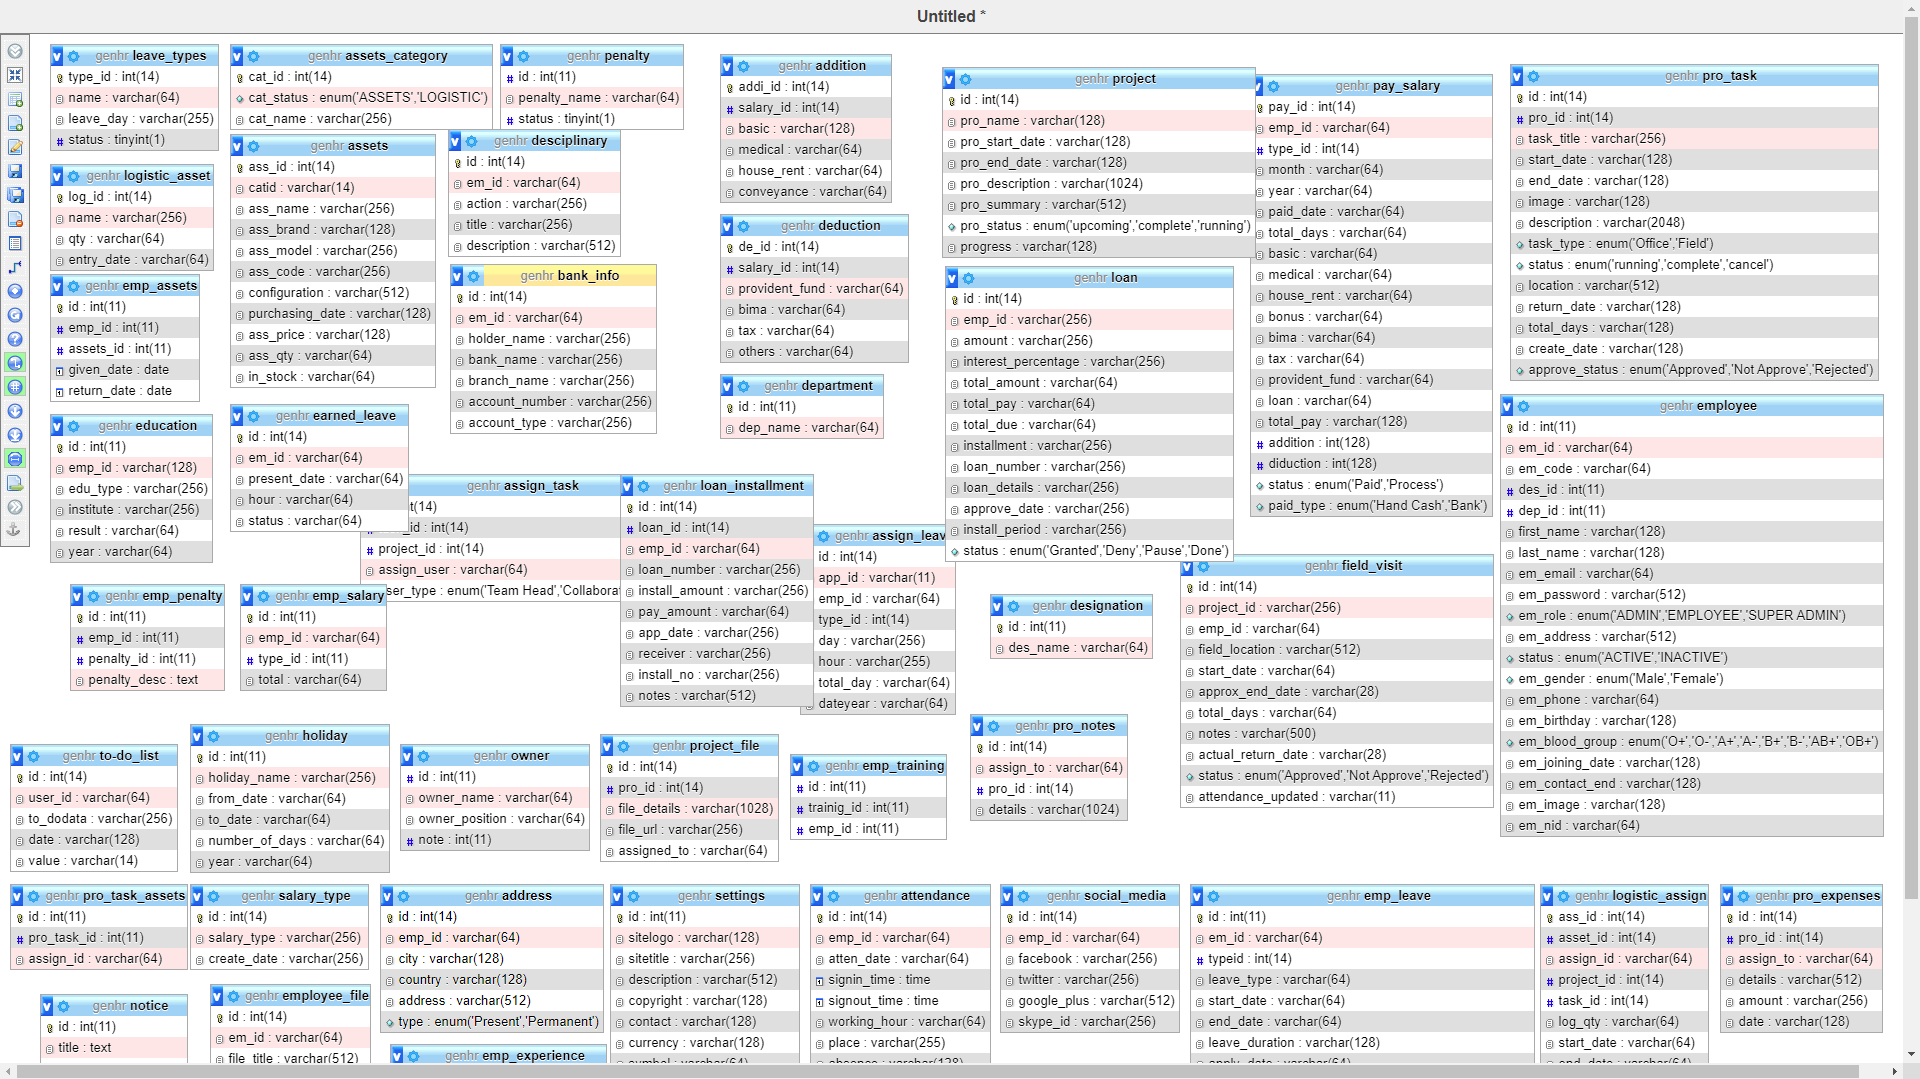 Untitled *
genhr leave_types
type_id : int(14)
name : varchar(64)
leave_day : varchar(255)
status : tinyint(1)
genhr assets_category
cat_id : int(14)
cat_status : enum('ASSETS','LOGISTIC')
cat_name : varchar(256)
genhr penalty
id : int(11)
penalty_name : varchar(64)
status : tinyint(1)
genhr addition
addi_id : int(14)
salary_id : int(14)
basic : varchar(128)
medical : varchar(64)
house_rent : varchar(64)
conveyance : varchar(64)
genhr project
id : int(14)
pro_name : varchar(128)
pro_start_date : varchar(128)
pro_end_date : varchar(128)
pro_description : varchar(1024)
pro_summary : varchar(512)
pro_status : enum('upcoming','complete','running')
progress : varchar(128)
genhr pay_salary
pay_id : int(14)
emp_id : varchar(64)
type_id : int(14)
month : varchar(64)
year : varchar(64)
paid_date : varchar(64)
total_days : varchar(64)
basic : varchar(64)
medical : varchar(64)
house_rent : varchar(64)
bonus : varchar(64)
bima : varchar(64)
tax : varchar(64)
provident_fund : varchar(64)
loan : varchar(64)
total_pay : varchar(128)
addition : int(128)
diduction : int(128)
status : enum('Paid','Process')
paid_type : enum('Hand Cash','Bank')
genhr pro_task
id : int(14)
pro_id : int(14)
task_title : varchar(256)
start_date : varchar(128)
end_date : varchar(128)
image : varchar(128)
description : varchar(2048)
task_type : enum('Office','Field')
status : enum('running','complete','cancel')
location : varchar(512)
return_date : varchar(128)
total_days : varchar(128)
create_date : varchar(128)
approve_status : enum('Approved','Not Approve','Rejected')
genhr logistic_asset
log_id : int(14)
name : varchar(256)
qty : varchar(64)
entry_date : varchar(64)
genhr assets
ass_id : int(14)
catid : varchar(14)
ass_name : varchar(256)
ass_brand : varchar(128)
ass_model : varchar(256)
ass_code : varchar(256)
configuration : varchar(512)
purchasing_date : varchar(128)
ass_price : varchar(128)
ass_qty : varchar(64)
in_stock : varchar(64)
genhr desciplinary
id : int(14)
em_id : varchar(64)
action : varchar(256)
title : varchar(256)
description : varchar(512)
genhr deduction
de_id : int(14)
salary_id : int(14)
provident_fund : varchar(64)
bima : varchar(64)
tax : varchar(64)
others : varchar(64)
genhr bank_info
id : int(14)
em_id : varchar(64)
holder_name : varchar(256)
bank_name : varchar(256)
branch_name : varchar(256)
account_number : varchar(256)
account_type : varchar(256)
genhr loan
id : int(14)
emp_id : varchar(256)
amount : varchar(256)
interest_percentage : varchar(256)
total_amount : varchar(64)
total_pay : varchar(64)
total_due : varchar(64)
installment : varchar(256)
loan_number : varchar(256)
loan_details : varchar(256)
approve_date : varchar(256)
install_period : varchar(256)
status : enum('Granted','Deny','Pause','Done')
genhr emp_assets
id : int(11)
emp_id : int(11)
assets_id : int(11)
given_date : date
return_date : date
genhr department
id : int(11)
dep_name : varchar(64)
genhr employee
id : int(11)
em_id : varchar(64)
em_code : varchar(64)
des_id : int(11)
dep_id : int(11)
first_name : varchar(128)
last_name : varchar(128)
em_email : varchar(64)
em_password : varchar(512)
em_role : enum('ADMIN','EMPLOYEE','SUPER ADMIN')
em_address : varchar(512)
status : enum('ACTIVE','INACTIVE')
em_gender : enum('Male','Female')
em_phone : varchar(64)
em_birthday : varchar(128)
em_blood_group : enum('O+','O-','A+','A-','B+','B-','AB+','OB+')
em_joining_date : varchar(128)
em_contact_end : varchar(128)
em_image : varchar(128)
em_nid : varchar(64)
genhr education
id : int(11)
emp_id : varchar(128)
edu_type : varchar(256)
institute : varchar(256)
result : varchar(64)
year : varchar(64)
genhr earned_leave
id : int(14)
em_id : varchar(64)
present_date : varchar(64)
hour : varchar(64)
status : varchar(64)
genhr assign_task
int(14)
_id : int(14)
project_id : int(14)
assign_user : varchar(64)
ser_type : enum('Team Head','Collaborat
genhr loan_installment
id : int(14)
loan_id : int(14)
emp_id : varchar(64)
loan_number : varchar(256)
install_amount : varchar(256)
pay_amount : varchar(64)
app_date : varchar(256)
receiver : varchar(256)
install_no : varchar(256)
notes : varchar(512)
genhr assign_leav
id : int(14)
app_id : varchar(11)
emp_id : varchar(64)
type_id : int(14)
day : varchar(256)
hour : varchar(255)
total_day : varchar(64)
dateyear : varchar(64)
genhr field_visit
id : int(14)
project_id : varchar(256)
emp_id : varchar(64)
field_location : varchar(512)
start_date : varchar(64)
approx_end_date : varchar(28)
total_days : varchar(64)
notes : varchar(500)
actual_return_date : varchar(28)
status : enum('Approved','Not Approve','Rejected')
attendance_updated : varchar(11)
genhr emp_penalty
id : int(11)
emp_id : int(11)
penalty_id : int(11)
penalty_desc : text
genhr emp_salary
id : int(11)
emp_id : varchar(64)
type_id : int(11)
total : varchar(64)
genhr designation
id : int(11)
des_name : varchar(64)
genhr to-do_list
id : int(14)
user_id : varchar(64)
to_dodata : varchar(256)
date : varchar(128)
value : varchar(14)
genhr holiday
id : int(11)
holiday_name : varchar(256)
from_date : varchar(64)
to_date : varchar(64)
number_of_days : varchar(64)
year : varchar(64)
genhr owner
id : int(11)
owner_name : varchar(64)
owner_position : varchar(64)
note : int(11)
genhr project_file
id : int(14)
pro_id : int(14)
file_details : varchar(1028)
file_url : varchar(256)
assigned_to : varchar(64)
genhr emp_training
id : int(11)
trainig_id : int(11)
emp_id : int(11)
genhr pro_notes
id : int(14)
assign_to : varchar(64)
pro_id : int(14)
details : varchar(1024)
genhr pro_task_assets
id : int(11)
pro_task_id : int(11)
assign_id : varchar(64)
genhr salary_type
id : int(14)
salary_type : varchar(256)
create_date : varchar(256)
genhr address
id : int(14)
emp_id : varchar(64)
city : varchar(128)
country : varchar(128)
address : varchar(512)
type : enum('Present','Permanent')
genhr settings
id : int(11)
sitelogo : varchar(128)
sitetitle : varchar(256)
description : varchar(512)
copyright : varchar(128)
contact : varchar(128)
currency : varchar(128)
symbol : varchar(64)
genhr attendance
id : int(14)
emp_id : varchar(64)
atten_date : varchar(64)
signin_time : time
signout_time : time
working_hour : varchar(64)
place : varchar(255)
absence : varchar(128)
genhr social_media
id : int(14)
emp_id : varchar(64)
facebook : varchar(256)
twitter : varchar(256)
google_plus : varchar(512)
skype_id : varchar(256)
genhr emp_leave
id : int(11)
em_id : varchar(64)
typeid : int(14)
leave_type : varchar(64)
start_date : varchar(64)
end_date : varchar(64)
leave_duration : varchar(128)
apply_date : varchar(64)
genhr logistic_assign
ass_id : int(14)
asset_id : int(14)
assign_id : varchar(64)
project_id : int(14)
task_id : int(14)
log_qty : varchar(64)
start_date : varchar(64)
end_date : varchar(64)
genhr pro_expenses
id : int(14)
pro_id : int(14)
assign_to : varchar(64)
details : varchar(512)
amount : varchar(256)
date : varchar(128)
genhr notice
id : int(11)
title : text
genhr employee_file
id : int(14)
em_id : varchar(64)
file_title : varchar(512)
genhr emp_experience